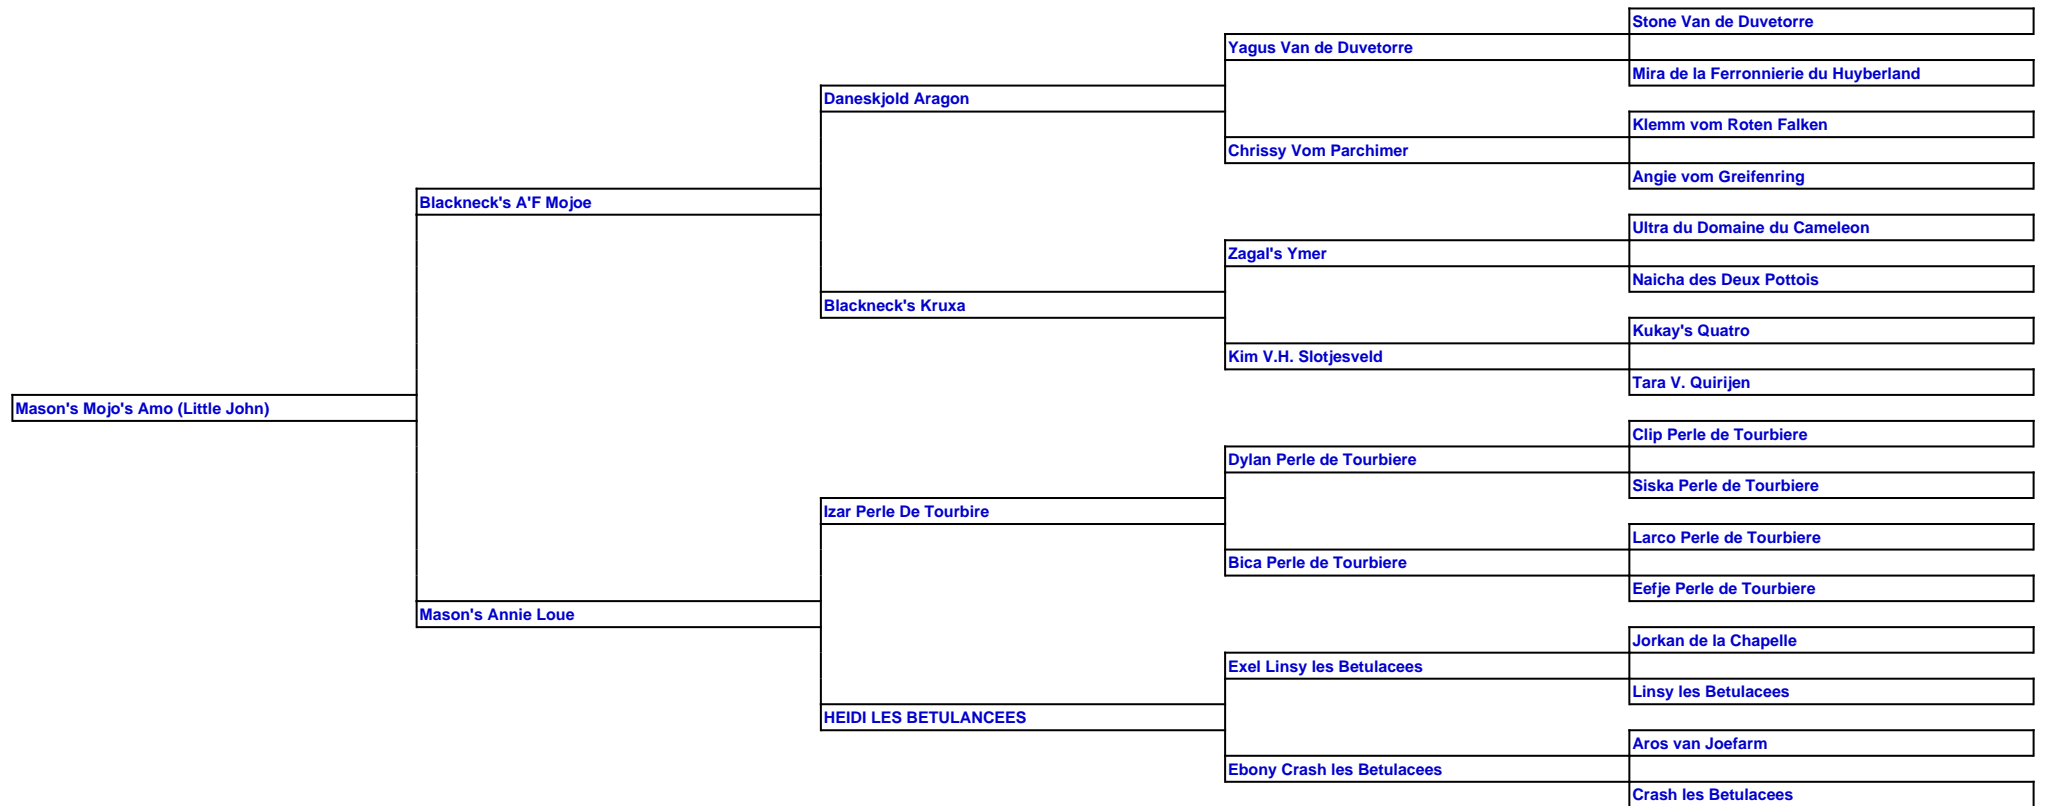 Stone Van de Duvetorre
Yagus Van de Duvetorre
Mira de la Ferronnierie du Huyberland
Daneskjold Aragon
Klemm vom Roten Falken
Chrissy Vom Parchimer
Angie vom Greifenring
Blackneck's A'F Mojoe
Ultra du Domaine du Cameleon
Zagal's Ymer
Naicha des Deux Pottois
Blackneck's Kruxa
Kukay's Quatro
Kim V.H. Slotjesveld
Tara V. Quirijen
Mason's Mojo's Amo (Little John)
Clip Perle de Tourbiere
Dylan Perle de Tourbiere
Siska Perle de Tourbiere
Izar Perle De Tourbire
Larco Perle de Tourbiere
Bica Perle de Tourbiere
Eefje Perle de Tourbiere
Mason's Annie Loue
Jorkan de la Chapelle
Exel Linsy les Betulacees
Linsy les Betulacees
HEIDI LES BETULANCEES
Aros van Joefarm
Ebony Crash les Betulacees
Crash les Betulacees